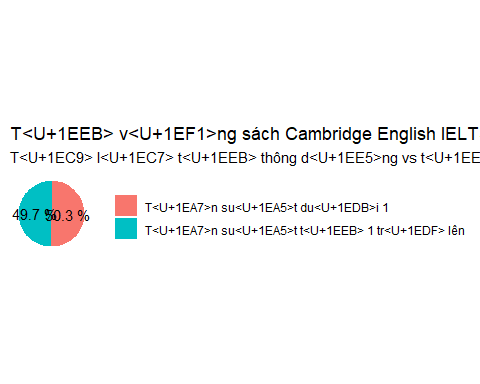 T<U+1EEB> v<U+1EF1>ng sách Cambridge English IELT
T<U+1EC9> l<U+1EC7> t<U+1EEB> thông d<U+1EE5>ng vs t<U+1EE
49.7 % 50.3 %
T<U+1EA7>n su<U+1EA5>t du<U+1EDB>i 1
T<U+1EA7>n su<U+1EA5>t t<U+1EEB> 1 tr<U+1EDF> lên